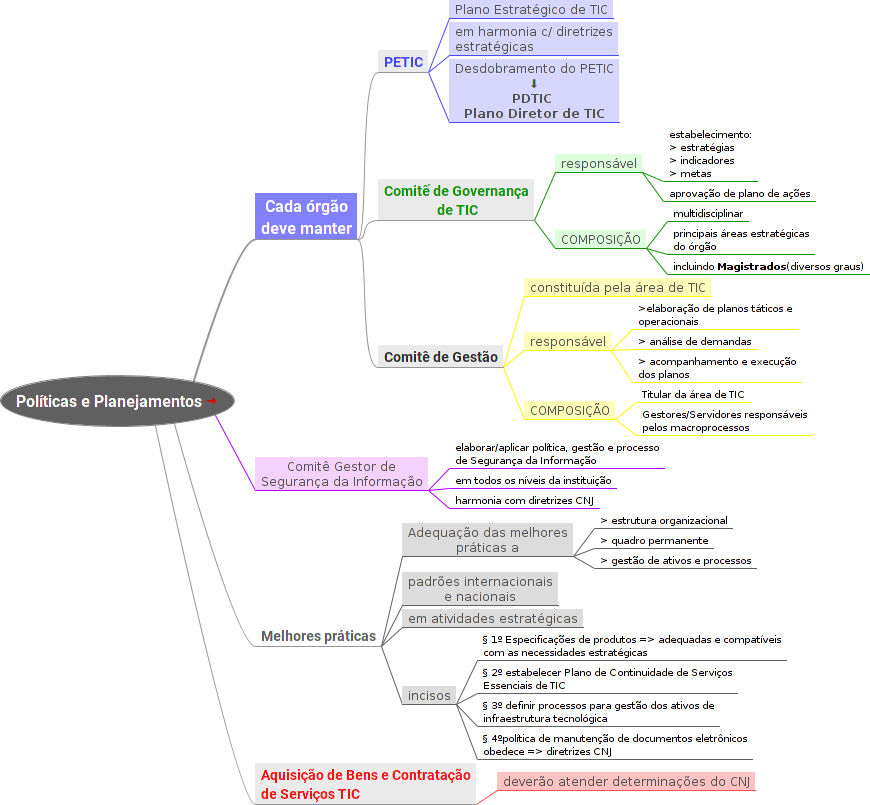 Políticas e Planejamentos
Cada órgão
deve manter
PETIC
Plano Estratégico de TIC
em harmonia c/ diretrizes
estratégicas
Desdobramento do PETIC
⬇
PDTIC
Plano Diretor de TIC
Comitê de Governança
de TIC
responsável
estabelecimento:
> estratégias
> indicadores
> metas
aprovação de plano de ações
COMPOSIÇÃO
multidisciplinar
principais áreas estratégicas
do órgão
incluindo Magistrados(diversos graus)
Comitê de Gestão
constituída pela área de TIC
responsável
>elaboração de planos táticos e
operacionais
> análise de demandas
> acompanhamento e execução
dos planos
COMPOSIÇÃO
Titular da área de TIC
Gestores/Servidores responsáveis
pelos macroprocessos
Comitê Gestor de
Segurança da Informação
elaborar/aplicar política, gestão e processo
de Segurança da Informação
em todos os níveis da instituição
harmonia com diretrizes CNJ
Melhores práticas
Adequação das melhores
práticas a
> estrutura organizacional
> quadro permanente
> gestão de ativos e processos
padrões internacionais
e nacionais
em atividades estratégicas
incisos
§ 1º Especificações de produtos => adequadas e compatíveis
com as necessidades estratégicas
§ 2º estabelecer Plano de Continuidade de Serviços
Essenciais de TIC
§ 3º definir processos para gestão dos ativos de
infraestrutura tecnológica
§ 4ºpolítica de manutenção de documentos eletrônicos
obedece => diretrizes CNJ
Aquisição de Bens e Contratação
de Serviços TIC
deverão atender determinações do CNJ